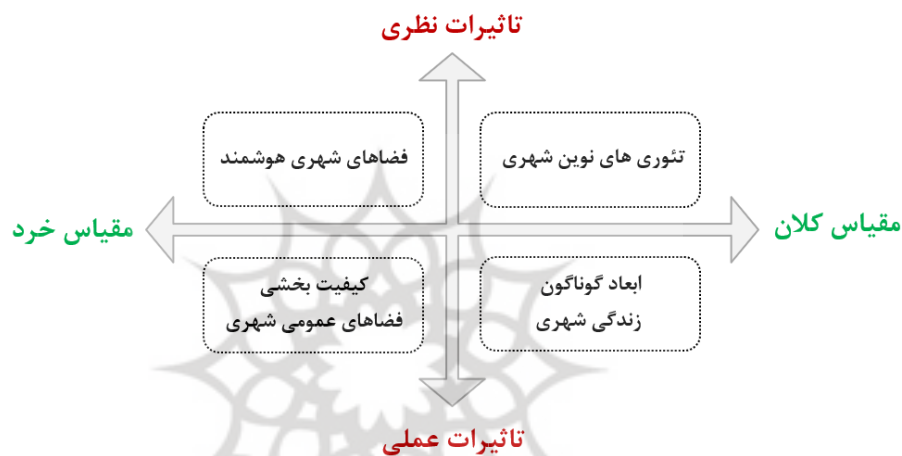 تاثیرات نظری
تئوری های نوین شهری
فضاهای شهری هوشمند
مقیاس کلان
مقیاس خرد
ابعاد گوناگون
زندگی شهری
کیفیت بخشی
فضاهای عمومی شهری
تاثیرات عملی